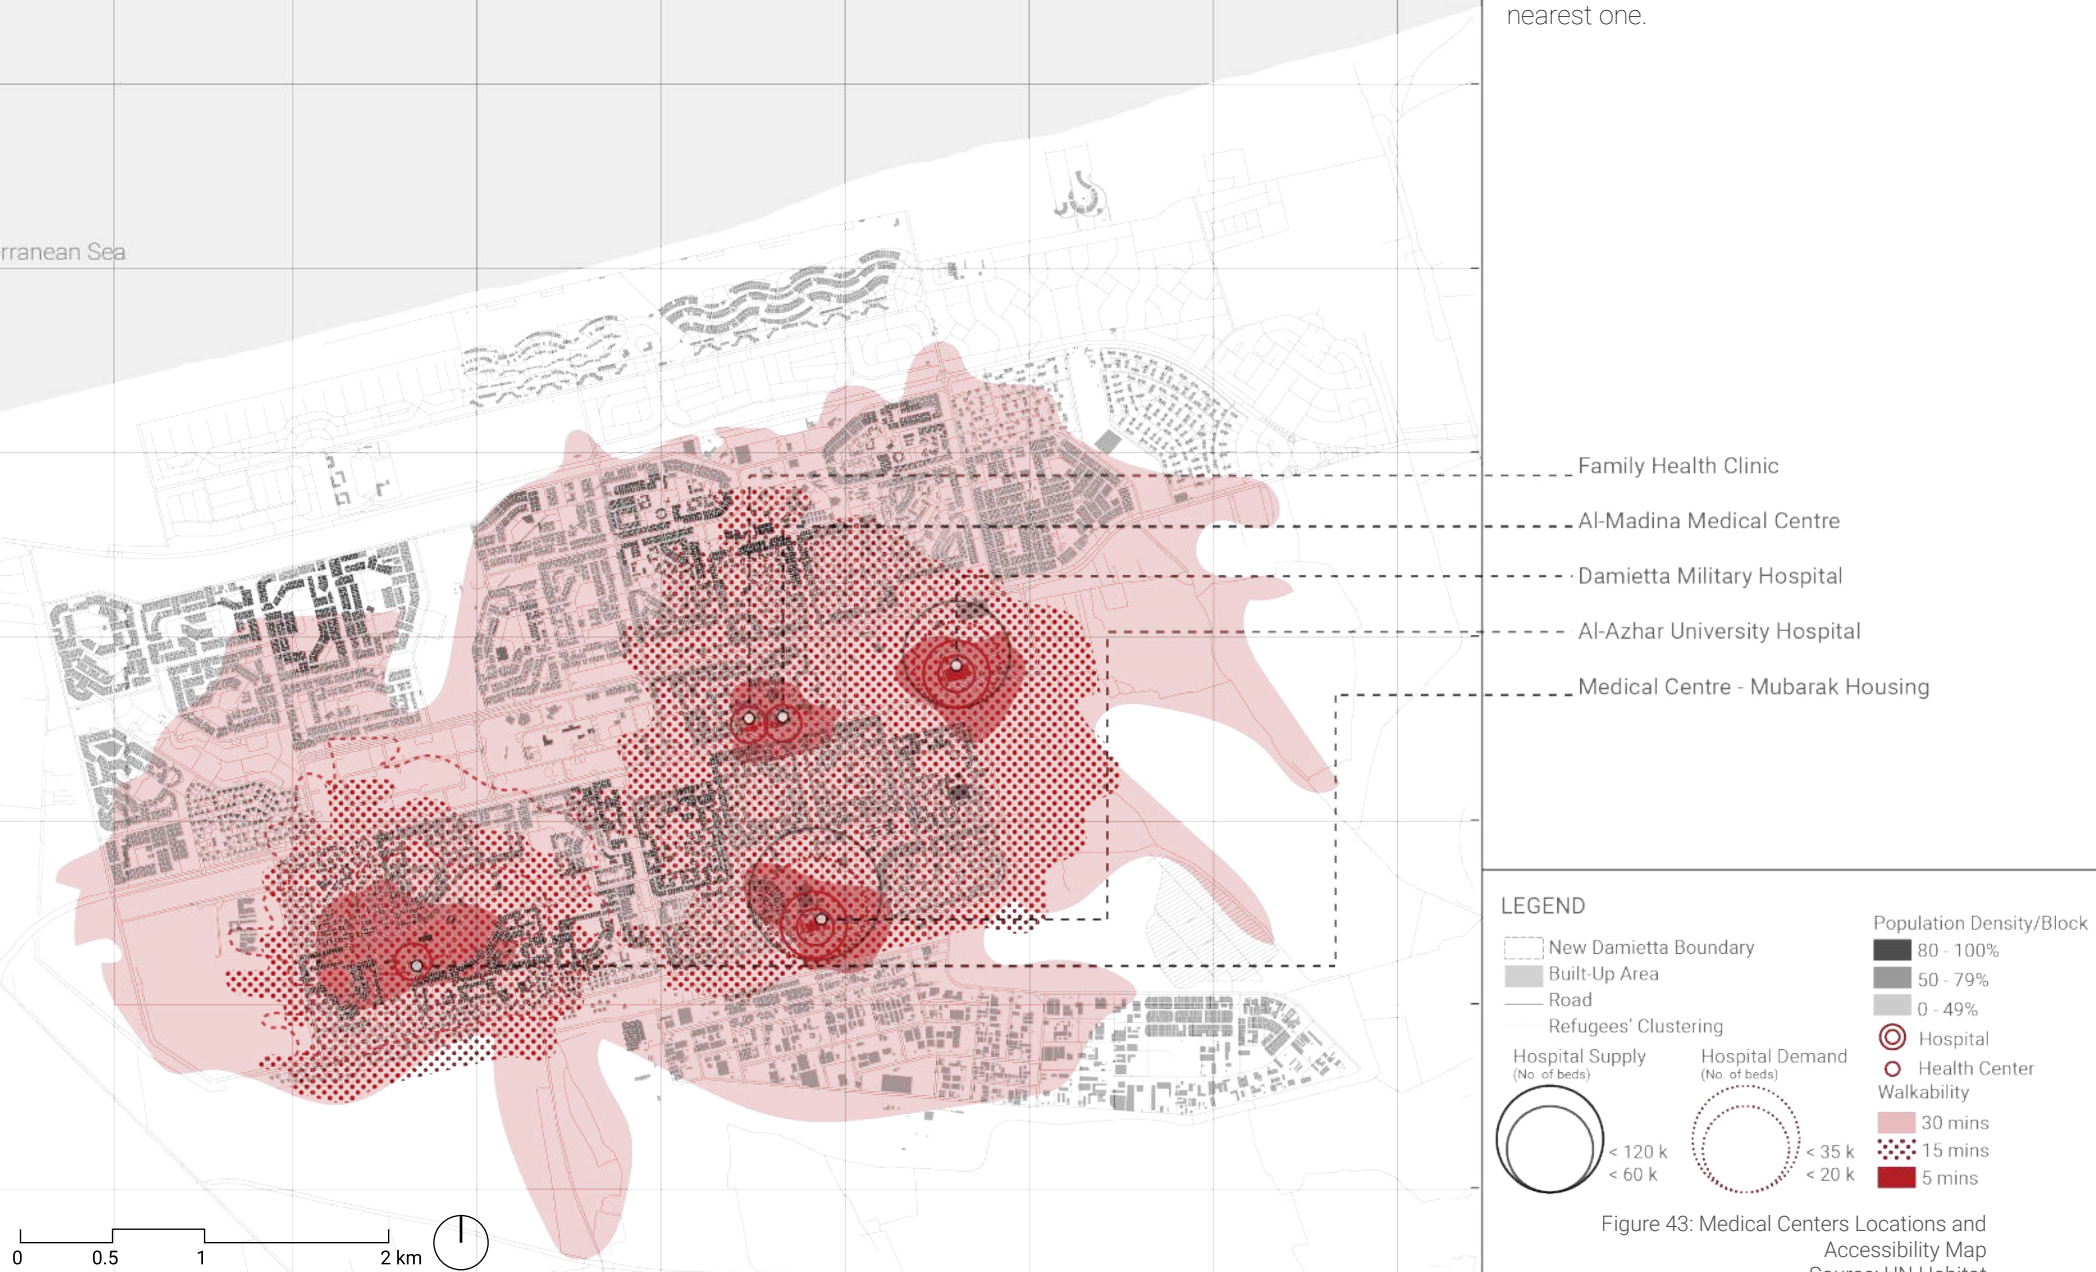 nearest one.
rranean Sea
Family Health Clinic
Al-Madina Medical Centre
Damietta Military Hospital
Al-Azhar University Hospital
Medical Centre - Mubarak Housing
LEGEND
New Damietta Boundary
Built-Up Area
Road
Refugees' Clustering
Hospital Supply
(No. of beds)
< 120 k
< 60 k
Hospital Demand
(No. of beds)
< 35 k
< 20 k
Population Density/Block
80 - 100%
50 - 79%
0 - 49%
Hospital
Health Center
Walkability
30 mins
15 mins
5 mins
0 0.5 1 2 km
Figure 43: Medical Centers Locations and
Accessibility Map
Source: UN Habitat